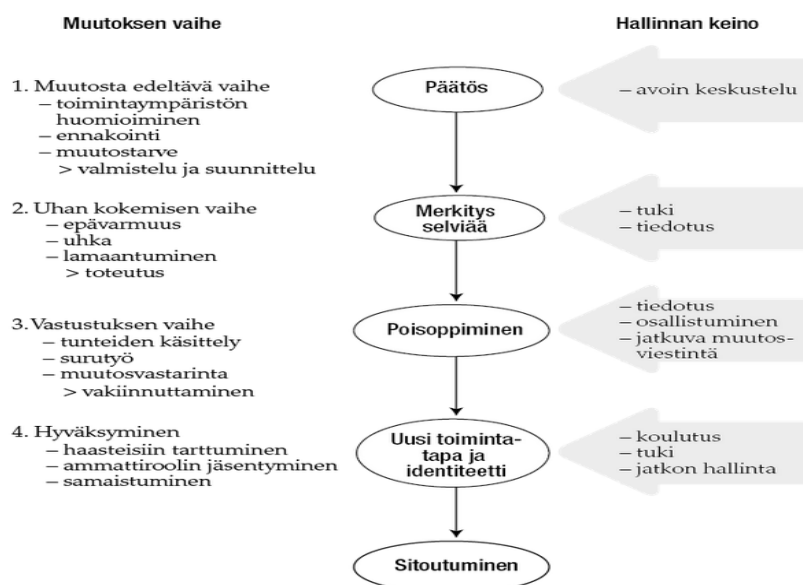 Muutoksen vaihe
Hallinnan keino
1. Muutosta edeltävä vaihe
– toimintaympäristön
huomioiminen
– ennakointi
– muutostarve
> valmistelu ja suunnittelu
Päätös
– avoin keskustelu
2. Uhan kokemisen vaihe
– epävarmuus
– uhka
– lamaantuminen
> toteutus
Merkitys
selviää
– tuki
– tiedotus
3. Vastustuksen vaihe
– tunteiden käsittely
– surutyö
– muutosvastarinta
> vakiinnuttaminen
Poisoppiminen
– tiedotus
– osallistuminen
– jatkuva muutos-
viestintä
4. Hyväksyminen
– haasteisiin tarttuminen
– ammattiroolin jäsentyminen
– samaistuminen
Uusi toiminta-
tapa ja
identiteetti
– koulutus
– tuki
– jatkon hallinta
Sitoutuminen